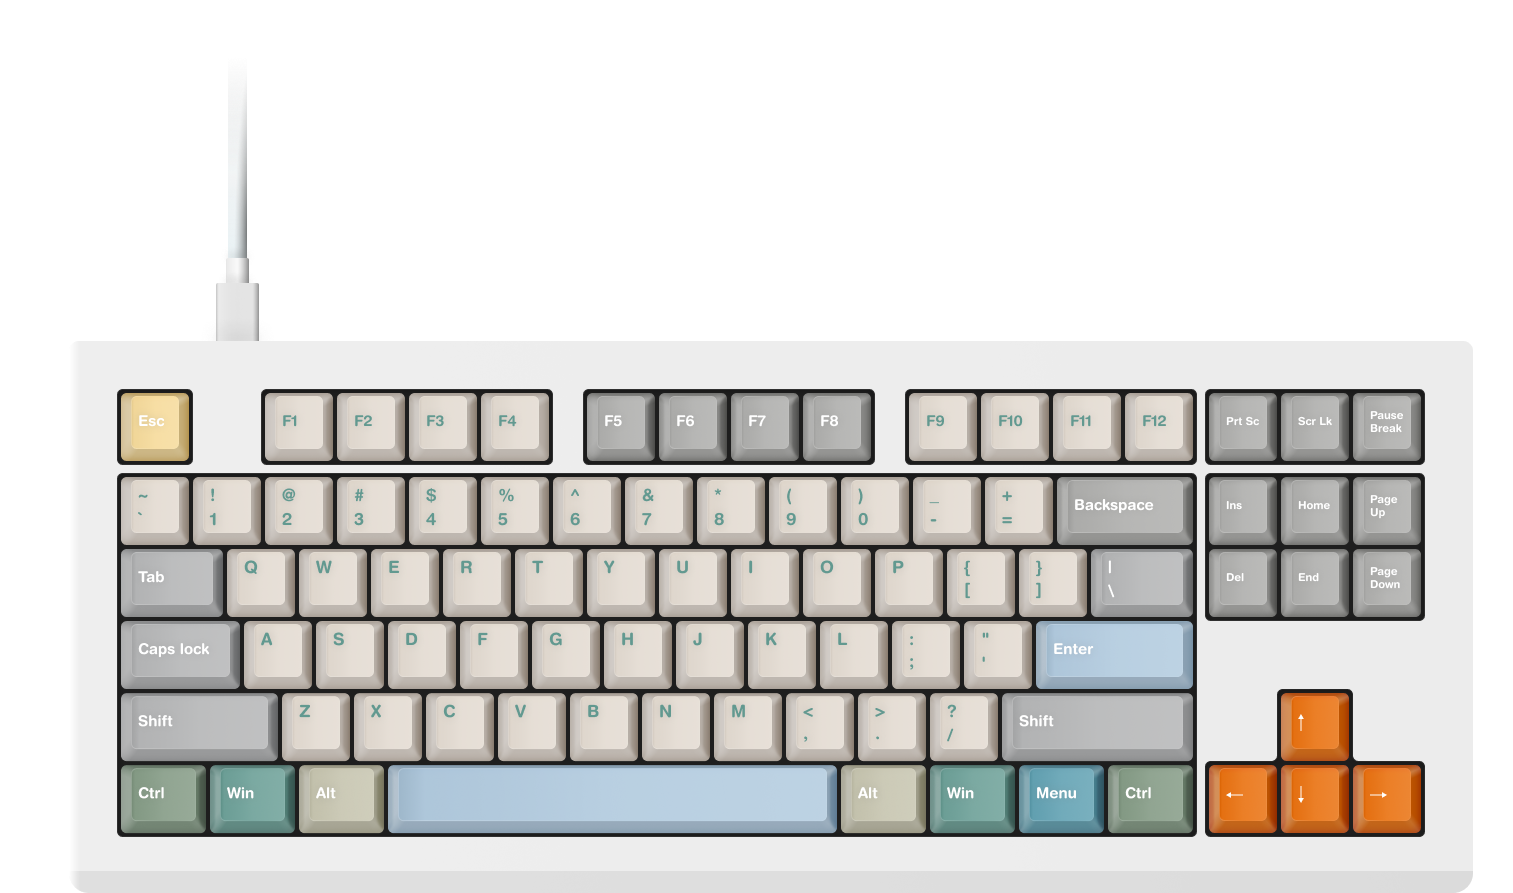 Esc F1 F2 F3 F4 F5 F6 F7 F8 F9 F10 F11 F12 Prt Sc Scr Lk Pause
Break
~ ! @ # $ % ^ & * ( ) _ +
` 1 2 3 4 5 6 7 8 9 0 - = Backspace Ins Home Page
Up
Tab Q W E R T Y U I O P { } |
[ ] \ Del End Page
Down
Caps lock A S D F G H J K L : " Enter
; '
Shift Z X C V B N M < > ? Shift ↑
, . /
Ctrl Win Alt Alt Win Menu Ctrl ← ↓ →